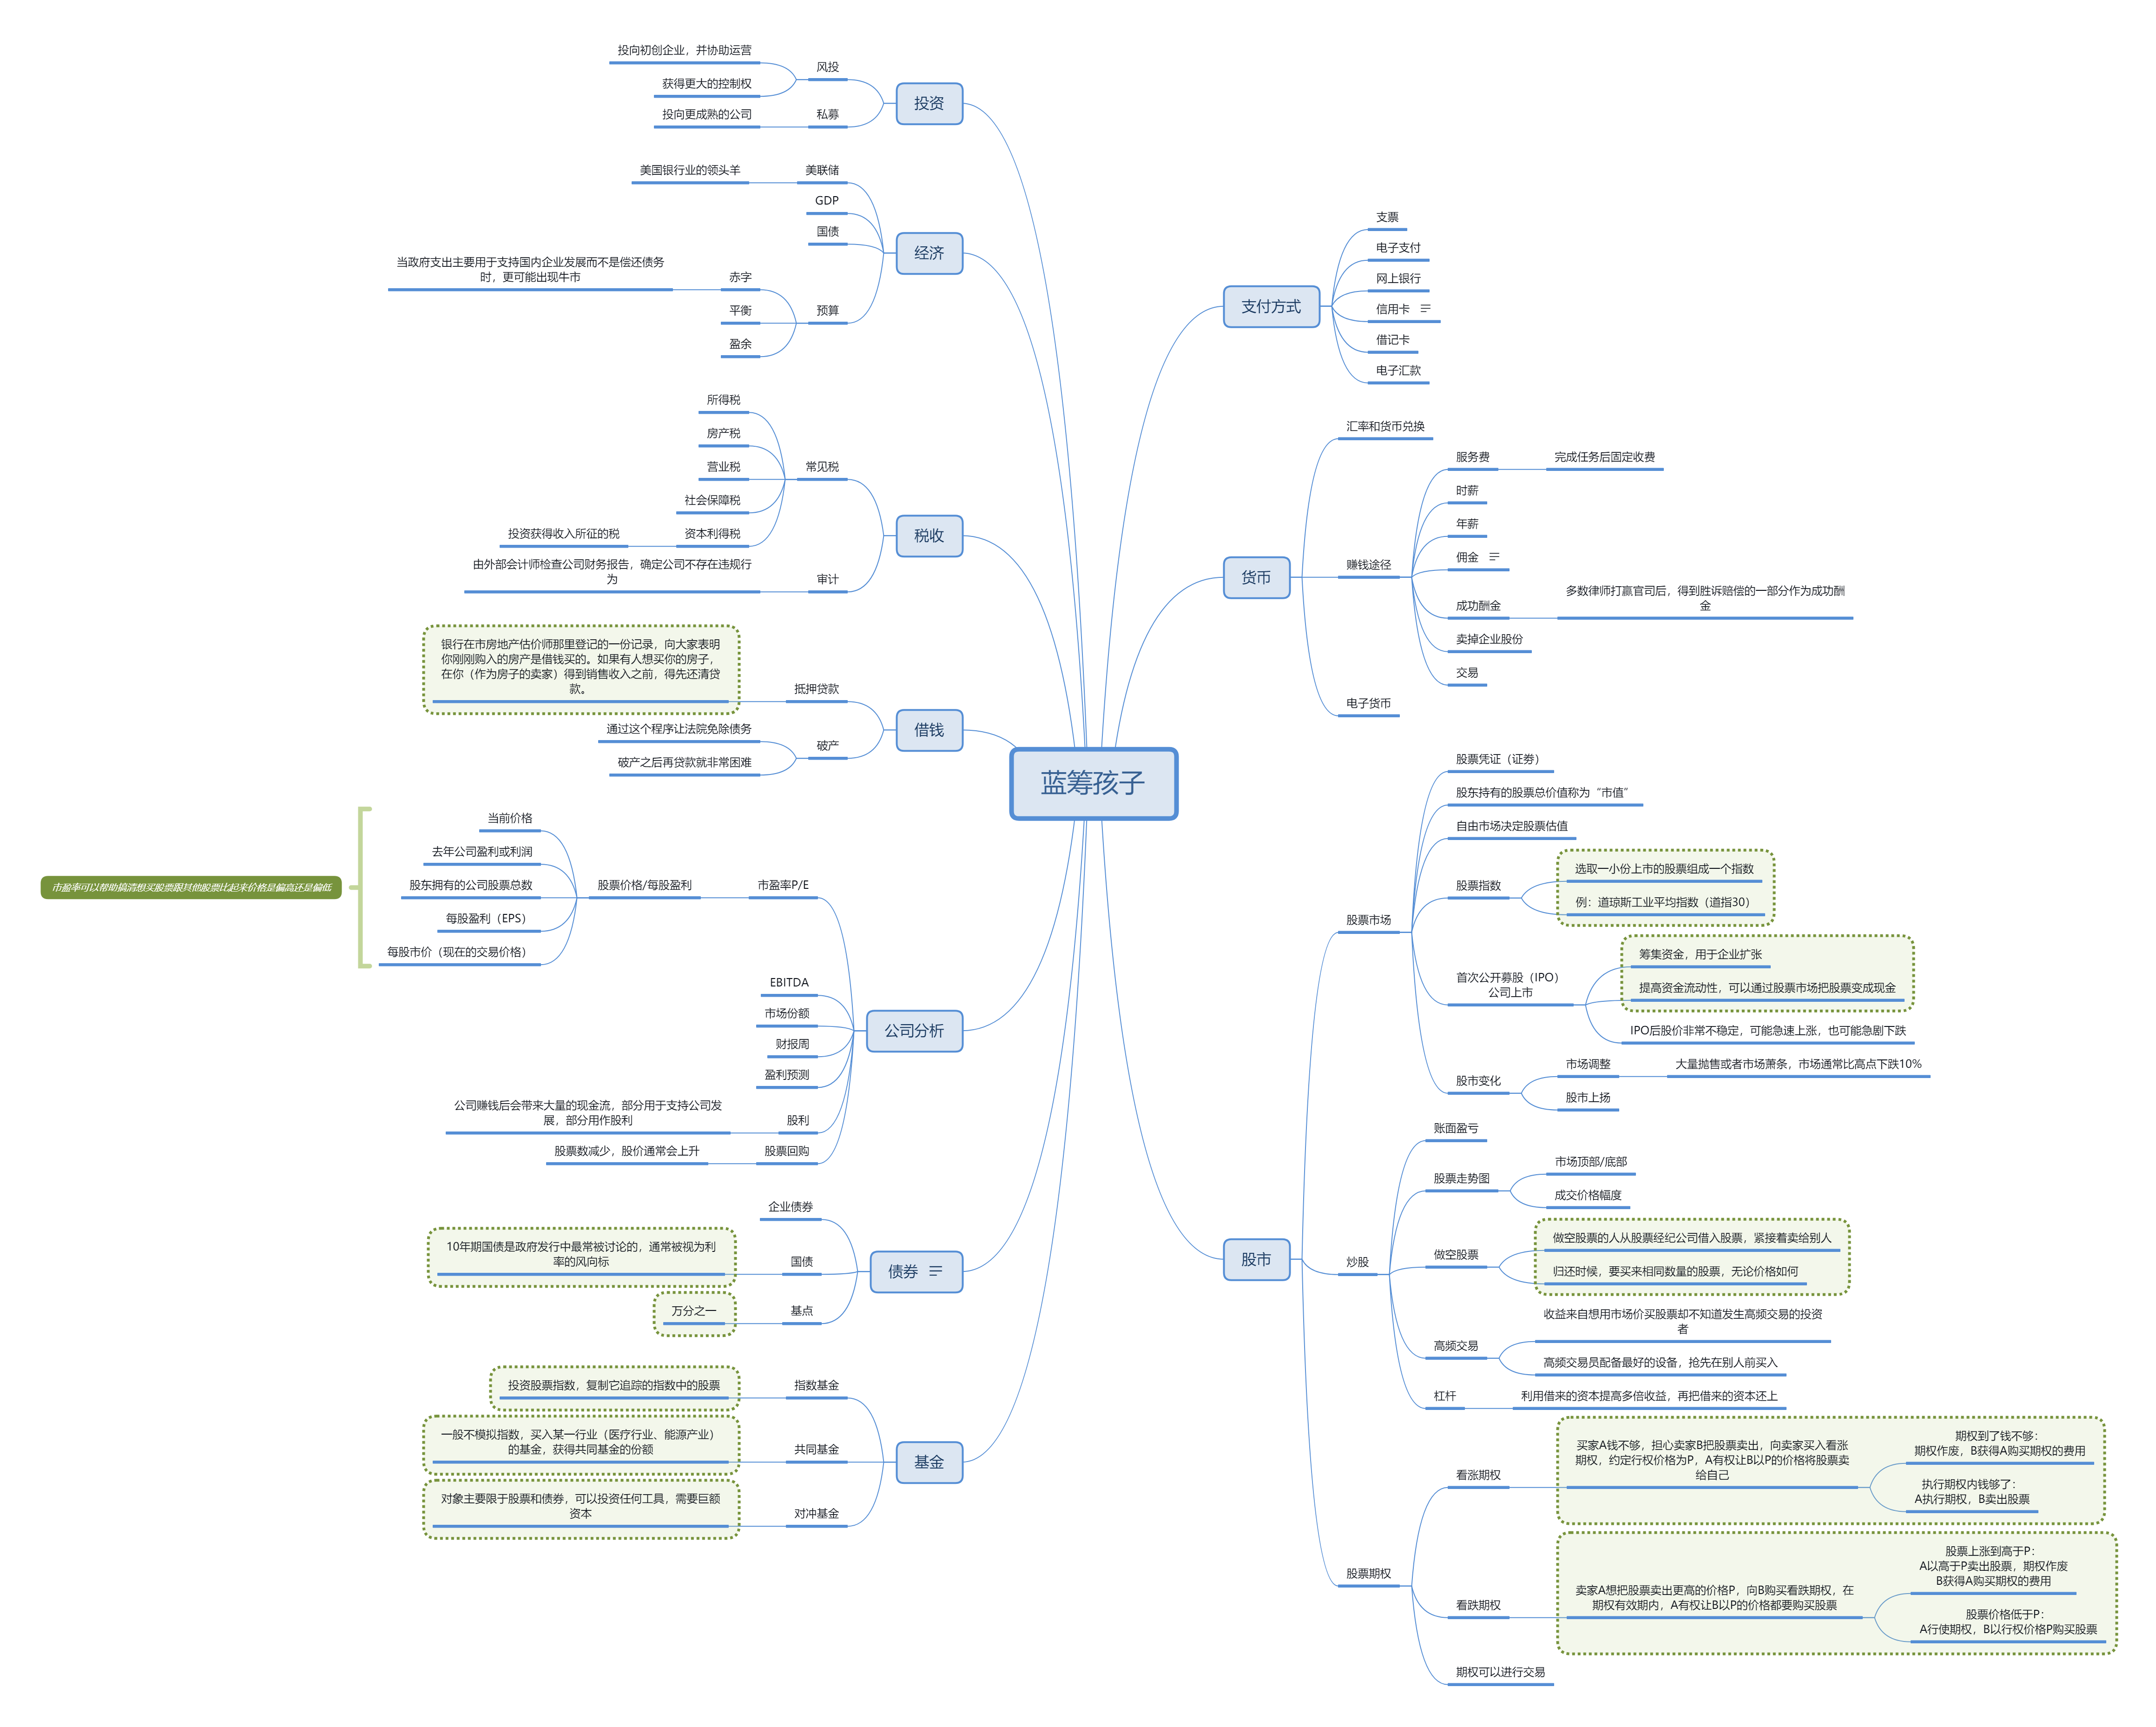 蓝筹孩子
支付方式
支票
电子支付
网上银行
信用卡
借记卡
电子汇款
货币
汇率和货币兑换
赚钱途径
服务费
完成任务后固定收费
时薪
年薪
佣金
成功酬金
多数律师打赢官司后，得到胜诉赔偿的一部分作为成功酬
金
卖掉企业股份
交易
电子货币
股市
股票市场
股票凭证（证券）
股东持有的股票总价值称为“市值”
自由市场决定股票估值
股票指数
选取一小份上市的股票组成一个指数
例：道琼斯工业平均指数（道指30）
首次公开募股（IPO）
公司上市
筹集资金，用于企业扩张
提高资金流动性，可以通过股票市场把股票变成现金
IPO后股价非常不稳定，可能急速上涨，也可能急剧下跌
股市变化
市场调整
大量抛售或者市场萧条，市场通常比高点下跌10%
股市上扬
炒股
账面盈亏
股票走势图
市场顶部/底部
成交价格幅度
做空股票
做空股票的人从股票经纪公司借入股票，紧接着卖给别人
归还时候，要买来相同数量的股票，无论价格如何
高频交易
收益来自想用市场价买股票却不知道发生高频交易的投资
者
高频交易员配备最好的设备，抢先在别人前买入
杠杆
利用借来的资本提高多倍收益，再把借来的资本还上
股票期权
看涨期权
买家A钱不够，担心卖家B把股票卖出，向卖家买入看涨
期权，约定行权价格为P，A有权让B以P的价格将股票卖
给自己
期权到了钱不够：
期权作废，B获得A购买期权的费用
执行期权内钱够了：
A执行期权，B卖出股票
看跌期权
卖家A想把股票卖出更高的价格P，向B购买看跌期权，在
期权有效期内，A有权让B以P的价格都要购买股票
股票上涨到高于P：
A以高于P卖出股票，期权作废
B获得A购买期权的费用
股票价格低于P：
A行使期权，B以行权价格P购买股票
期权可以进行交易
投资
风投
投向初创企业，并协助运营
获得更大的控制权
私募
投向更成熟的公司
经济
美联储
美国银行业的领头羊
GDP
国债
预算
赤字
当政府支出主要用于支持国内企业发展而不是偿还债务
时，更可能出现牛市
平衡
盈余
税收
常见税
所得税
房产税
营业税
社会保障税
资本利得税
投资获得收入所征的税
审计
由外部会计师检查公司财务报告，确定公司不存在违规行
为
借钱
抵押贷款
银行在市房地产估价师那里登记的一份记录，向大家表明
你刚刚购入的房产是借钱买的。如果有人想买你的房子，
在你（作为房子的卖家）得到销售收入之前，得先还清贷
款。
破产
通过这个程序让法院免除债务
破产之后再贷款就非常困难
公司分析
市盈率P/E
股票价格/每股盈利
当前价格
去年公司盈利或利润
股东拥有的公司股票总数
每股盈利（EPS）
每股市价（现在的交易价格）
市盈率可以帮助搞清想买股票跟其他股票比起来价格是偏高还是偏低
EBITDA
市场份额
财报周
盈利预测
股利
公司赚钱后会带来大量的现金流，部分用于支持公司发
展，部分用作股利
股票回购
股票数减少，股价通常会上升
债券
企业债券
国债
10年期国债是政府发行中最常被讨论的，通常被视为利
率的风向标
基点
万分之一
基金
指数基金
投资股票指数，复制它追踪的指数中的股票
共同基金
一般不模拟指数，买入某一行业（医疗行业、能源产业）
的基金，获得共同基金的份额
对冲基金
对象主要限于股票和债券，可以投资任何工具，需要巨额
资本